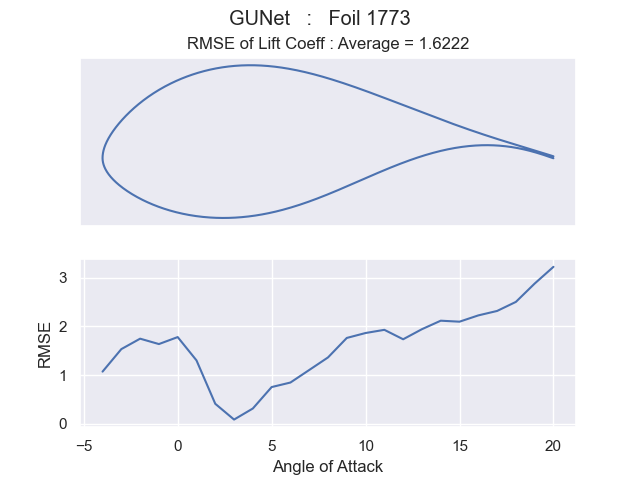 GUNet   :   Foil 1773
RMSE of Lift Coeff : Average = 1.6222
3
2
1
0
RMSE
−5 0 5 10 15 20
Angle of Attack